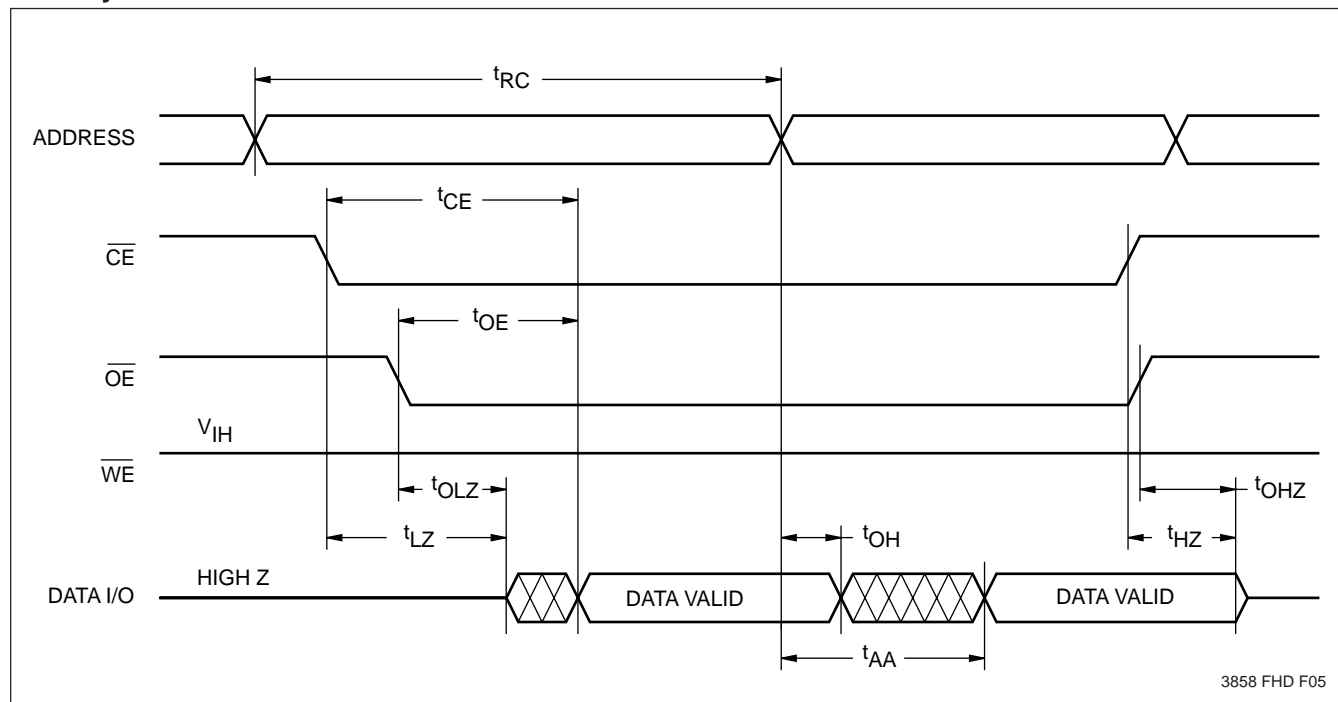 tRC
ADDRESS
tCE
CE
tOE
OE
VIH
WE
tOLZ
tOHZ
tLZ
tOH
tHZ
HIGH Z
DATA I/O
DATA VALID
DATA VALID
tAA
3858 FHD F05